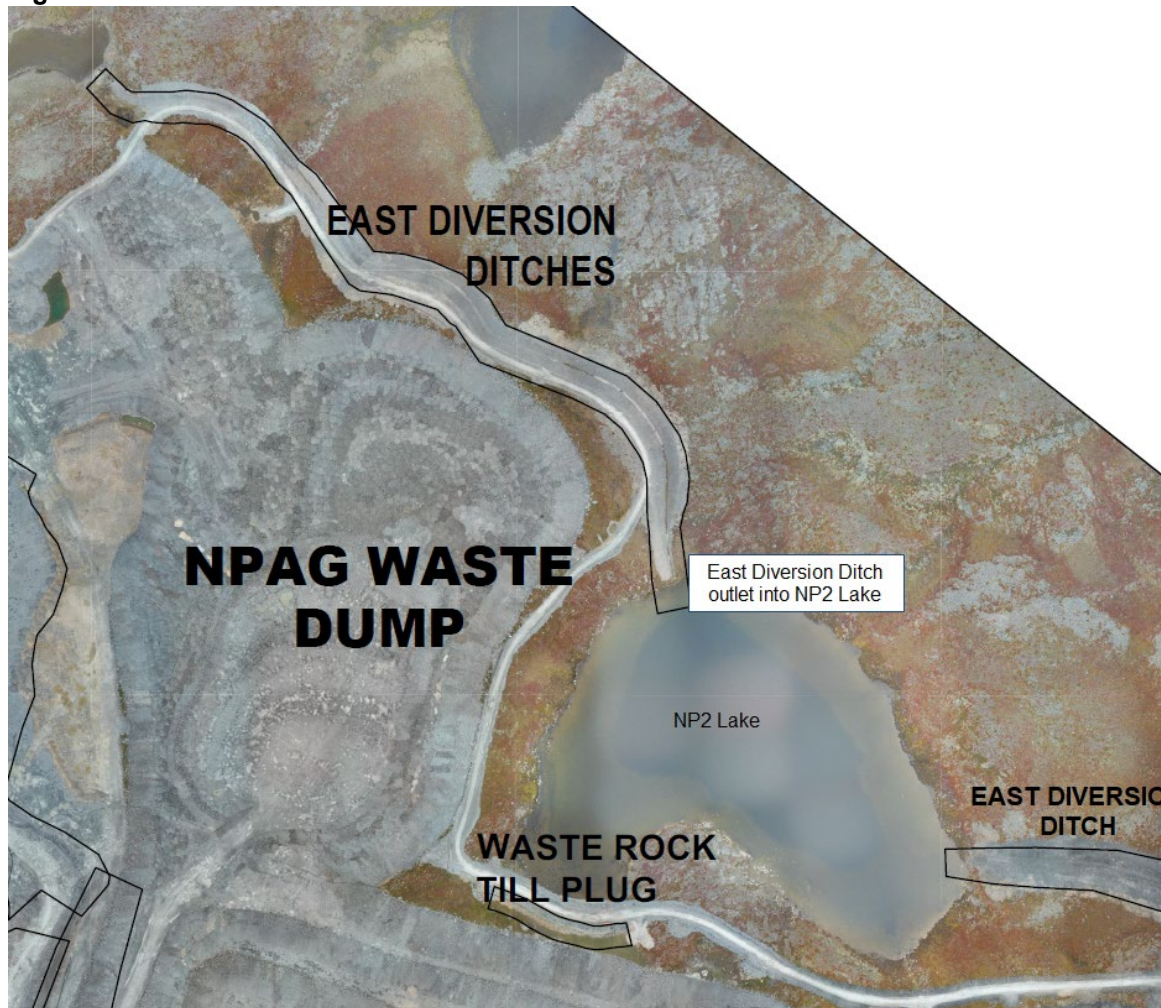 EAST DIVERSION
DITCHES
NPAG WASTE
DUMP
East Diversion Ditch
outlet into NP2 Lake
NP2 Lake
EAST DIVERSIO
DITCH
WASTE ROCK
TILL PLUG